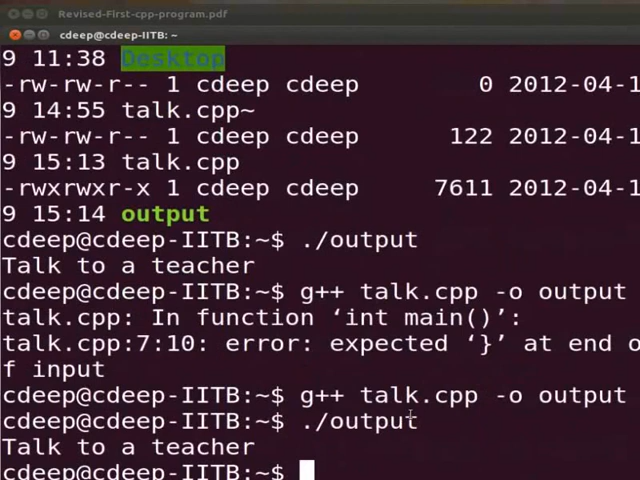 Revised-First-cpp-program.pdf
cdeep@cdeep-IITB: ~
9 11:38 Desktop
-rw-rw-r-- 1 cdeep cdeep 0 2012-04-1
9 14:55 talk.cpp~
-rw-rw-r-- 1 cdeep cdeep 122 2012-04-1
9 15:13 talk.cpp
-rwxrwxr-x 1 cdeep cdeep 7611 2012-04-1
9 15:14 output
cdeep@cdeep-IITB:~$ ./output
Talk to a teacher
cdeep@cdeep-IITB:~$ g++ talk.cpp -o output
talk.cpp: In function ‘int main()’:
talk.cpp:7:10: error: expected ‘}’ at end o
f input
cdeep@cdeep-IITB:~$ g++ talk.cpp -o output
cdeep@cdeep-IITB:~$ ./output
Talk to a teacher
cdeep@cdeep-IITB:~$